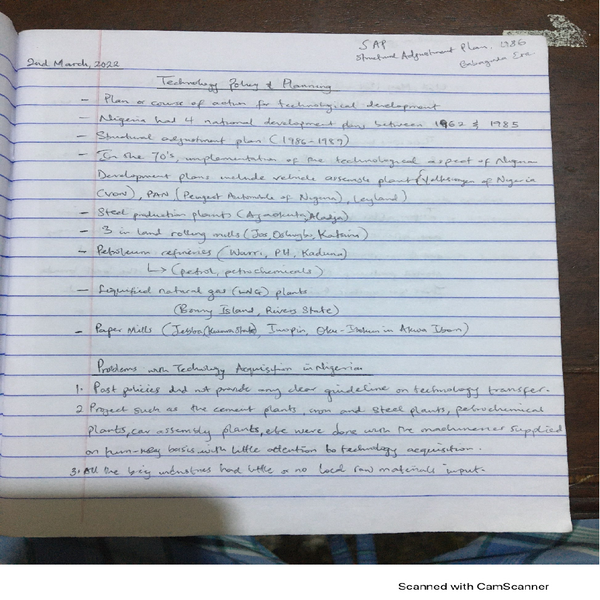 SAP
Structural Adjustment Plan. 1986
Babangida Era.
2nd March, 2022
Technology Policy & Planning
- Plan or course of action for technological development
- Nigeria had 4 national development plans between 1962 & 1985
- Structural adjustment plan (1986-1989)
- In the 70's, implementation of the technological aspect of Nigeria
Development plans include vehicle assemble plant (Volkswagen of Nigeria
(VON), PAN (Peugeot Automobile of Nigeria), Leyland)
- Steel production plants (Ajaokuta, Aladja)
- 3 in land rolling mills (Jos, Oshogbo, Katsina)
- Petroleum refineries (Warri, PH, Kaduna)
↳ (petrol, petrochemicals)
- Liquified natural gas (LNG) plants
(Bonny Island, Rivers State)
- Paper Mills (Jebba/Kwara State, Iwopin, Oku-Iboku in Akwa Ibom)
Problems with Technology Acquisition in Nigeria
1. Past policies did not provide any clear guideline on technology transfer.
2 Project such as the cement plants, iron and steel plants, petrochemical
plants, car assembly plants, etc were done with the machineries supplied
on turn-key basis with little attention to technology acquisition.
3. All the big industries had little or no local raw materials input.
Scanned with CamScanner